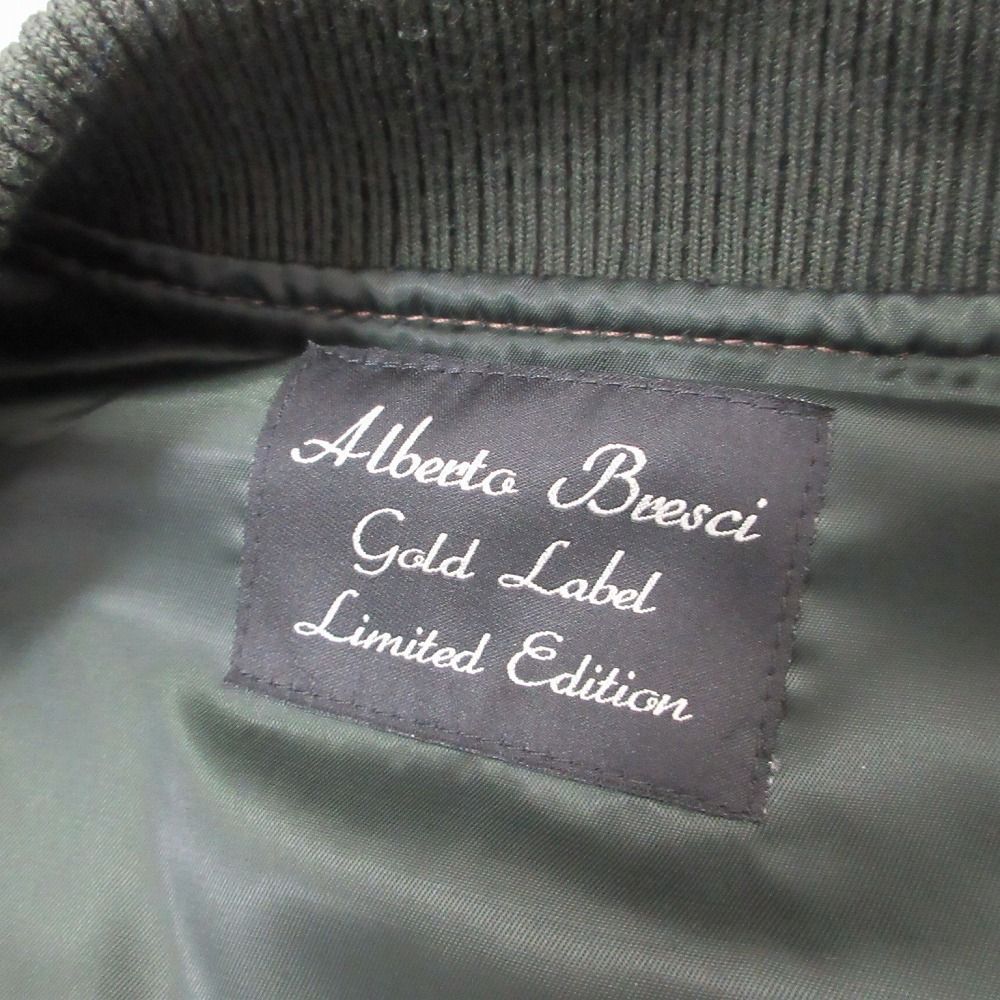 Alberto Bresci
Gold Label
Limited Edition